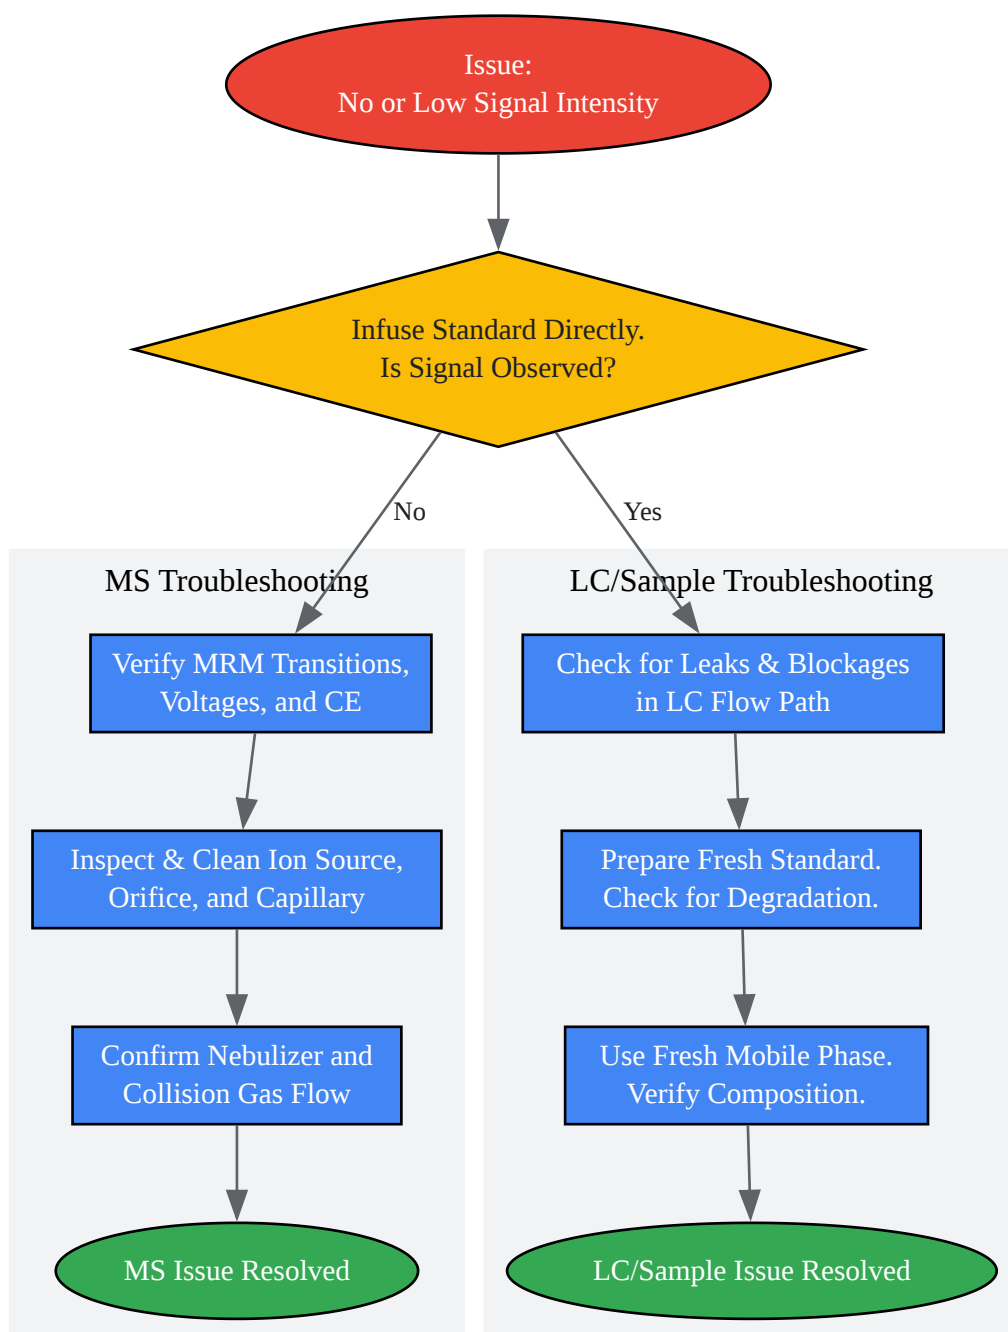 Issue:
No or Low Signal Intensity
Infuse Standard Directly.
Is Signal Observed?
No
Yes
MS Troubleshooting
Verify MRM Transitions,
Voltages, and CE
Inspect & Clean Ion Source,
Orifice, and Capillary
Confirm Nebulizer and
Collision Gas Flow
MS Issue Resolved
LC/Sample Troubleshooting
Check for Leaks & Blockages
in LC Flow Path
Prepare Fresh Standard.
Check for Degradation.
Use Fresh Mobile Phase.
Verify Composition.
LC/Sample Issue Resolved